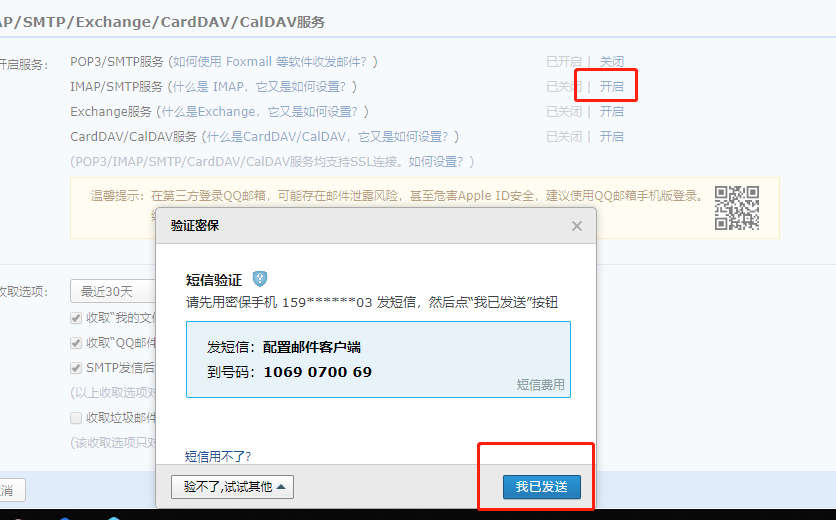 AP/SMTP/Exchange/CardDAV/CalDAV服务
开启服务：
POP3/SMTP服务 (如何使用 Foxmail 等软件收发邮件？)
已开启 | 关闭
IMAP/SMTP服务 (什么是 IMAP，它又是如何设置？)
已关闭 | 开启
Exchange服务 (什么是Exchange，它又是如何设置？)
已关闭 | 开启
CardDAV/CalDAV服务 (什么是CardDAV/CalDAV，它又是如何设置？)
已关闭 | 开启
(POP3/IMAP/SMTP/CardDAV/CalDAV服务均支持SSL连接。如何设置？)
温馨提示：在第三方登录QQ邮箱，可能存在邮件泄露风险，甚至危害Apple ID安全，建议使用QQ邮箱手机版登录。
验证密保
短信验证
请先用密保手机 159******03 发短信，然后点“我已发送”按钮
发短信：配置邮件客户端
到号码：1069 0700 69
短信费用
短信用不了？
验不了,试试其他
我已发送
收取选项：
最近30天
收取“我的文
收取“QQ邮件
SMTP发信后
(以上收取选项对
收取垃圾邮件
(该收取选项只对
消